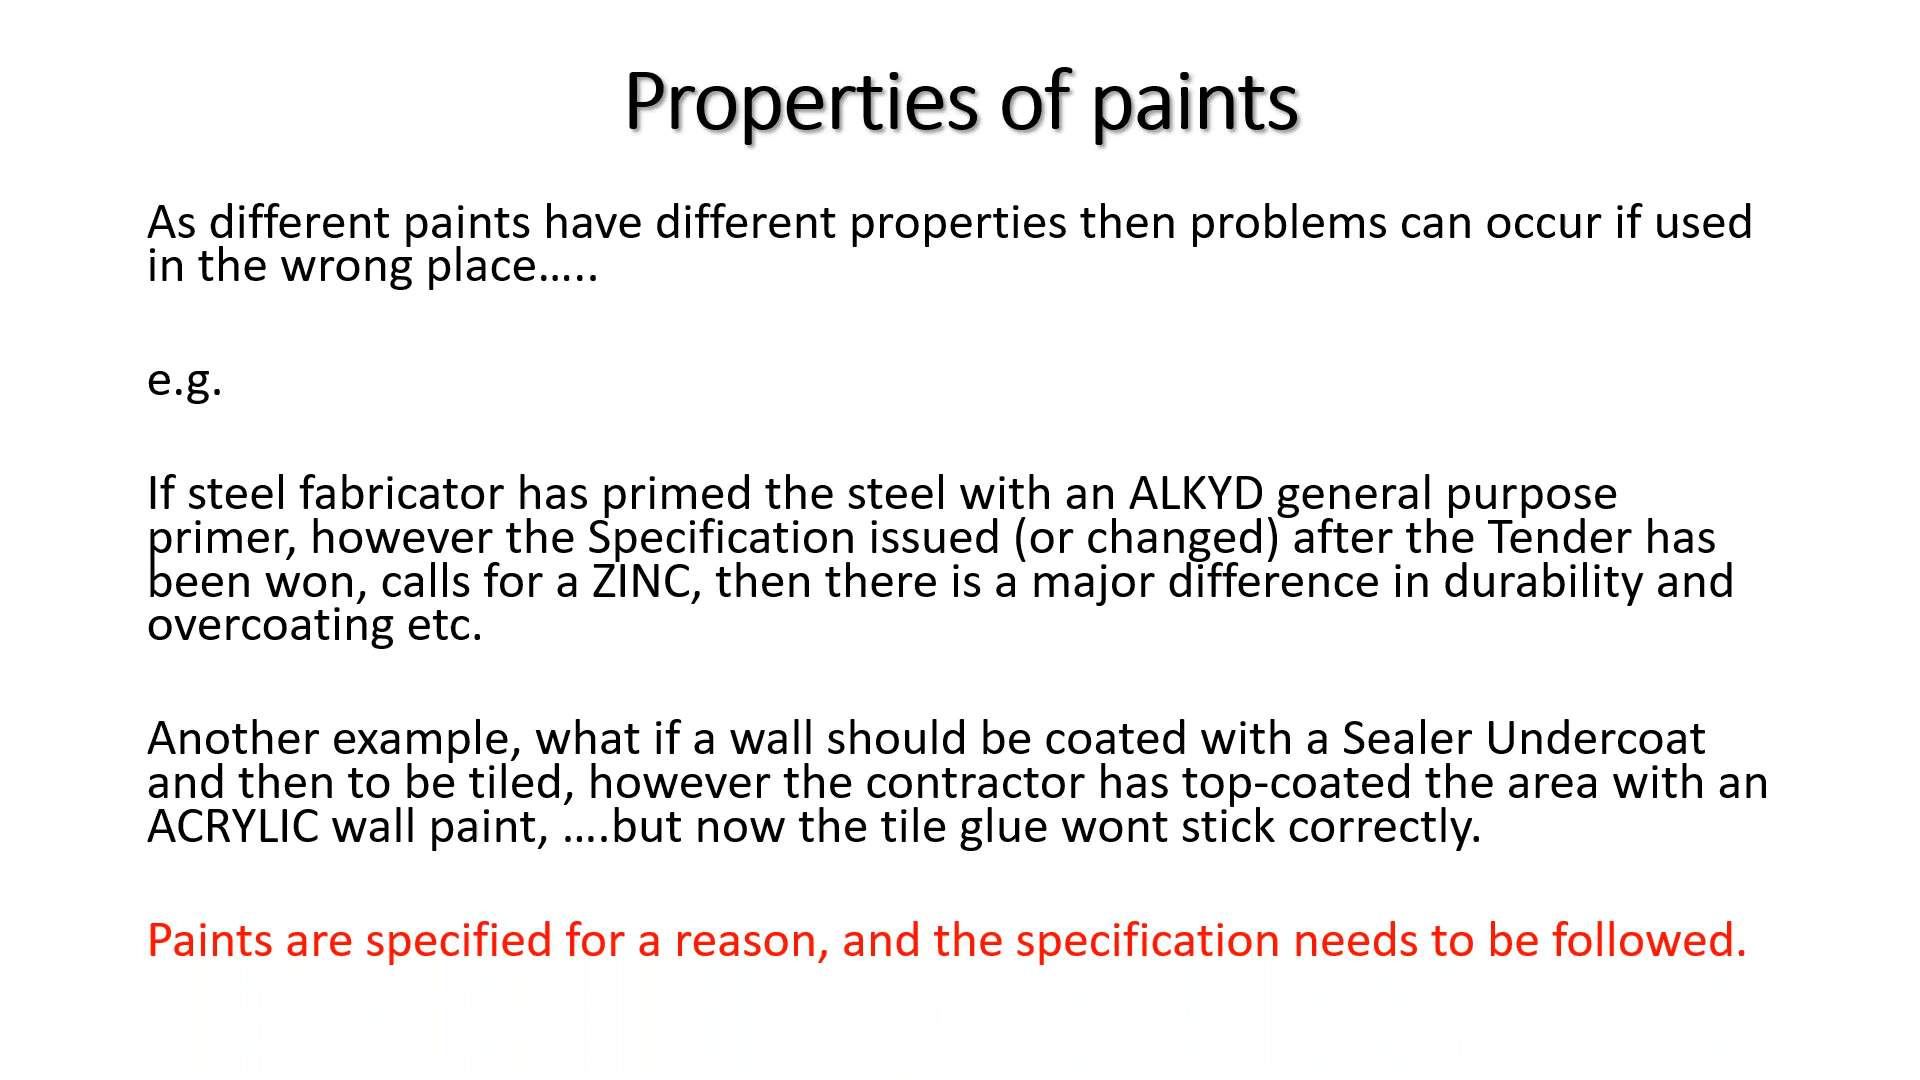 Properties of paints
As different paints have different properties then problems can occur if used
in the wrong place…..
e.g.
If steel fabricator has primed the steel with an ALKYD general purpose
primer, however the Specification issued (or changed) after the Tender has
been won, calls for a ZINC, then there is a major difference in durability and
overcoating etc.
Another example, what if a wall should be coated with a Sealer Undercoat
and then to be tiled, however the contractor has top-coated the area with an
ACRYLIC wall paint, ….but now the tile glue wont stick correctly.
Paints are specified for a reason, and the specification needs to be followed.